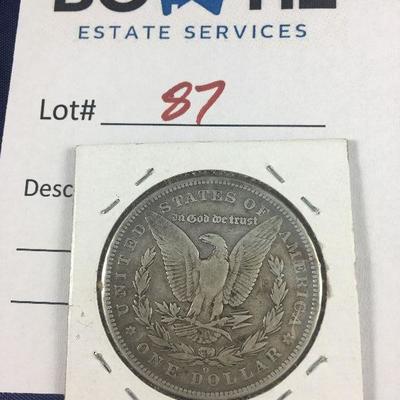 ESTATE SERVICES
Lot# 87
Desc
UNITED STATES OF AMERICA
In God we trust
O
ONE DOLLAR